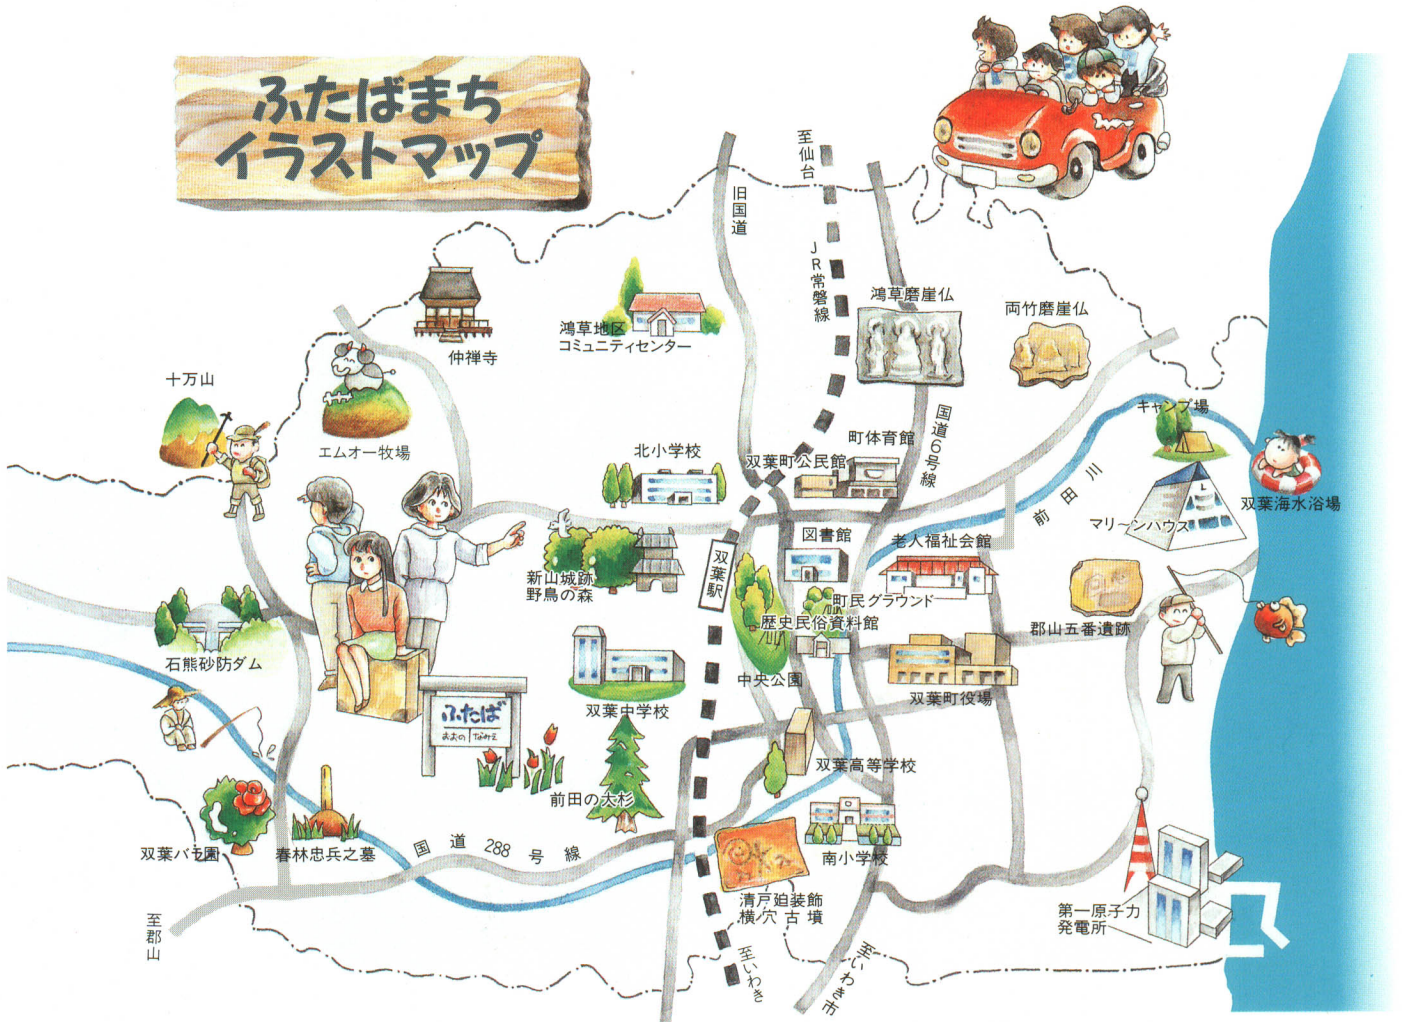 ふたばまち
イラストマップ
至仙台
旧国道
JR常磐線
鴻草磨崖仏
両竹磨崖仏
仲禅寺
鴻草地区
コミュニティセンター
十万山
エムオー牧場
北小学校
双葉町公民館
町体育館
国道6号線
キャンプ場
前田川
マリーンハウス
双葉海水浴場
新山城跡
野鳥の森
双葉駅
図書館
老人福祉会館
町民グラウンド
歴史民俗資料館
郡山五番遺跡
石熊砂防ダム
中央公園
双葉町役場
双葉中学校
ふたば
おおの なみえ
双葉高等学校
前田の大杉
双葉バラ園
春林忠兵之墓
国道288号線
南小学校
清戸廹装飾
横穴古墳
第一原子力
発電所
至郡山
至いわき
至いわき市